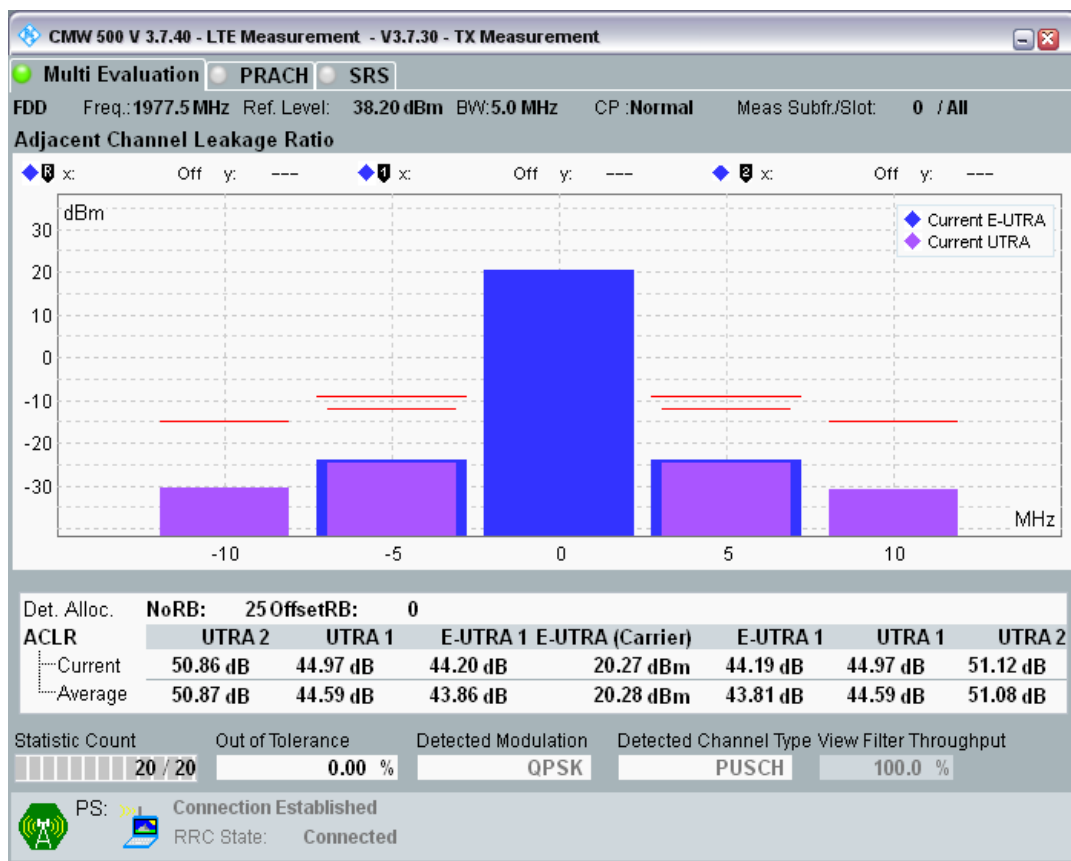 CMW 500 V 3.7.40 - LTE Measurement - V3.7.30 - TX Measurement
Multi Evaluation PRACH SRS
FDD Freq.: 1977.5 MHz Ref. Level: 38.20 dBm BW: 5.0 MHz CP : Normal Meas Subfr./Slot: 0 / All
Adjacent Channel Leakage Ratio
R x: Off y: --- 1 x: Off y: --- 2 x: Off y: ---
dBm
Current E-UTRA
Current UTRA
30
20
10
0
-10
-20
-30
MHz
-10 -5 0 5 10
Det. Alloc. NoRB: 25 OffsetRB: 0
ACLR UTRA 2 UTRA 1 E-UTRA 1 E-UTRA (Carrier) E-UTRA 1 UTRA 1 UTRA 2
Current 50.86 dB 44.97 dB 44.20 dB 20.27 dBm 44.19 dB 44.97 dB 51.12 dB
Average 50.87 dB 44.59 dB 43.86 dB 20.28 dBm 43.81 dB 44.59 dB 51.08 dB
Statistic Count Out of Tolerance Detected Modulation Detected Channel Type View Filter Throughput
20 / 20 0.00 % QPSK PUSCH 100.0 %
PS: Connection Established
RRC State: Connected